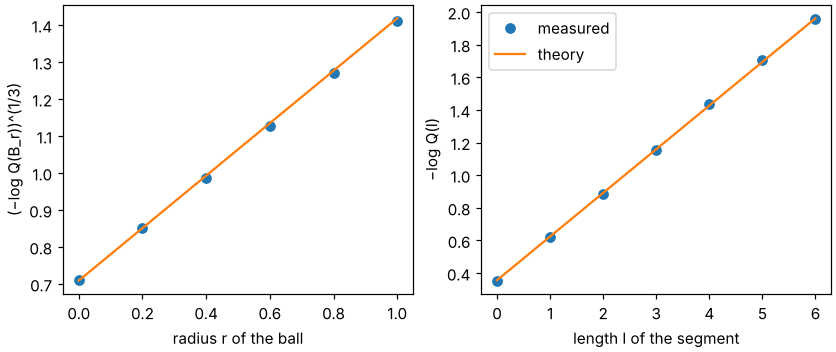 1.4
1.3
1.2
1.1
1.0
0.9
0.8
0.7
(−log Q(B_r))^(1/3)
0.0 0.2 0.4 0.6 0.8 1.0
radius r of the ball
2.0
1.8
1.6
1.4
1.2
1.0
0.8
0.6
0.4
−log Q(l)
measured
theory
0 1 2 3 4 5 6
length l of the segment